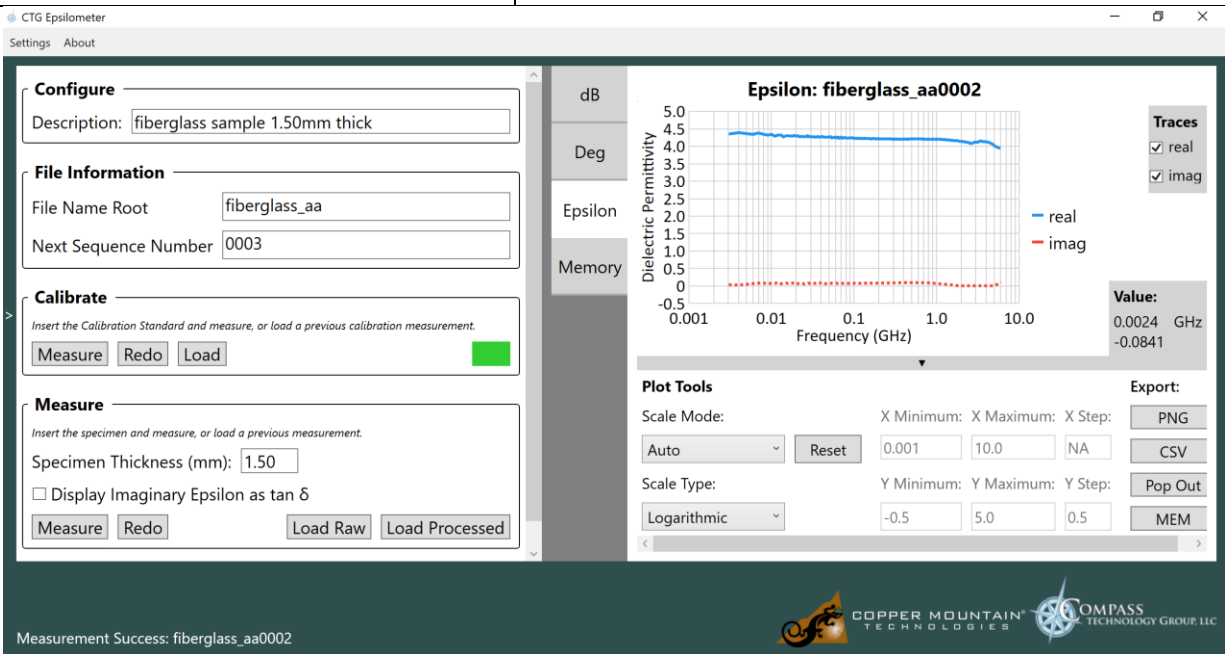 CTG Epsilometer
Settings About
Configure
Description: fiberglass sample 1.50mm thick
File Information
File Name Root fiberglass_aa
Next Sequence Number 0003
>
Calibrate
Insert the Calibration Standard and measure, or load a previous calibration measurement.
Measure Redo Load
Measure
Insert the specimen and measure, or load a previous measurement.
Specimen Thickness (mm): 1.50
Display Imaginary Epsilon as tan δ
Measure Redo Load Raw Load Processed
dB
Deg
Epsilon
Memory
Epsilon: fiberglass_aa0002
Dielectric Permittivity
5.0
4.5
4.0
3.5
3.0
2.5
2.0
1.5
1.0
0.5
0
-0.5
0.001 0.01 0.1 1.0 10.0
Frequency (GHz)
real
imag
Traces
real
imag
Value:
0.0024 GHz
-0.0841
Plot Tools
Scale Mode: X Minimum: X Maximum: X Step:
Auto Reset 0.001 10.0 NA
Scale Type: Y Minimum: Y Maximum: Y Step:
Logarithmic -0.5 5.0 0.5
Export:
PNG
CSV
Pop Out
MEM
Measurement Success: fiberglass_aa0002
COPPER MOUNTAIN®
TECHNOLOGIES
COMPASS
TECHNOLOGY GROUP, LLC